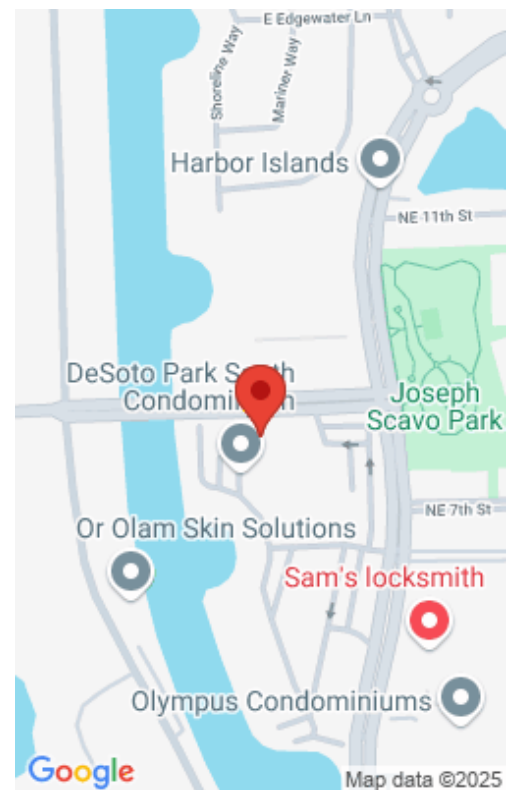 E Edgewater Ln
Shoreline Way
Mariner Way
Harbor Islands
NE 11th St
DeSoto Park South
Condominium
Joseph
Scavo Park
NE 7th St
Or Olam Skin Solutions
Sam's locksmith
Olympus Condominiums
Google
Map data ©2025